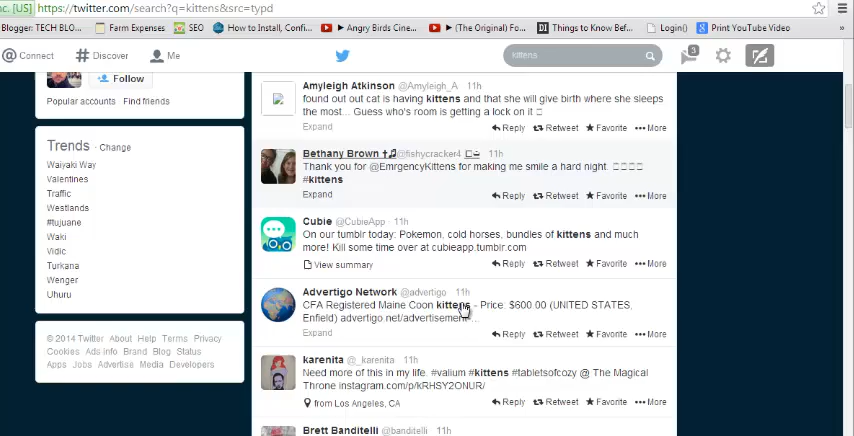 nc. [US] https://twitter.com/search?q=kittens&src=typd
Blogger: TECH BLO... Farm Expenses SEO How to Install, Confi... Angry Birds Cine... (The Original) Fo... Things to Know Bef... Login() Print YouTube Video »
@ Connect # Discover Me kittens 3
Follow
Popular accounts · Find friends
Trends · Change
Waiyaki Way
Valentines
Traffic
Westlands
#tujuane
Waki
Vidic
Turkana
Wenger
Uhuru
© 2014 Twitter About Help Terms Privacy
Cookies Ads info Brand Blog Status
Apps Jobs Advertise Media Developers
Amyleigh Atkinson @Amyleigh_A · 11h
found out out cat is having kittens and that she will give birth where she sleeps
the most... Guess who's room is getting a lock on it
Expand
Reply Retweet Favorite More
Bethany Brown ✝♫ @fishycracker4 · 11h
Thank you for @EmrgencyKittens for making me smile a hard night.
#kittens
Expand
Reply Retweet Favorite More
Cubie @CubieApp · 11h
On our tumblr today: Pokemon, cold horses, bundles of kittens and much
more! Kill some time over at cubieapp.tumblr.com
View summary
Reply Retweet Favorite More
Advertigo Network @advertigo 11h
CFA Registered Maine Coon kittens - Price: $600.00 (UNITED STATES,
Enfield) advertigo.net/advertisement-...
Expand
Reply Retweet Favorite More
karenita @_karenita · 11h
Need more of this in my life. #valium #kittens #tabletsofcozy @ The Magical
Throne instagram.com/p/kRHSY2ONUR/
from Los Angeles, CA
Reply Retweet Favorite More
Brett Banditelli @banditelli · 11h